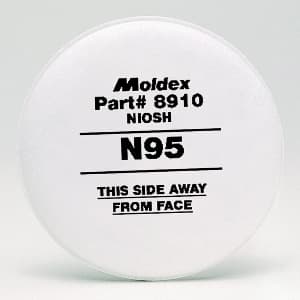 Moldex
Part# 8910
NIOSH
N95
THIS SIDE AWAY
FROM FACE